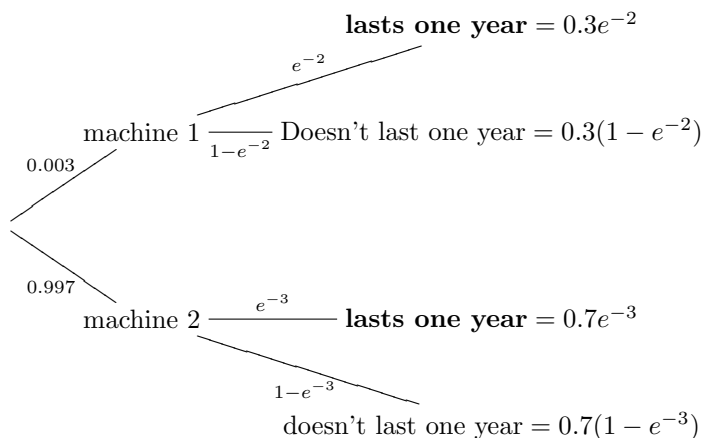 lasts one year = 0.3e^{-2}
e^{-2}
machine 1
1−e^{-2}
Doesn't last one year = 0.3(1 − e^{-2})
0.003
0.997
machine 2
e^{-3}
lasts one year = 0.7e^{-3}
1−e^{-3}
doesn't last one year = 0.7(1 − e^{-3})